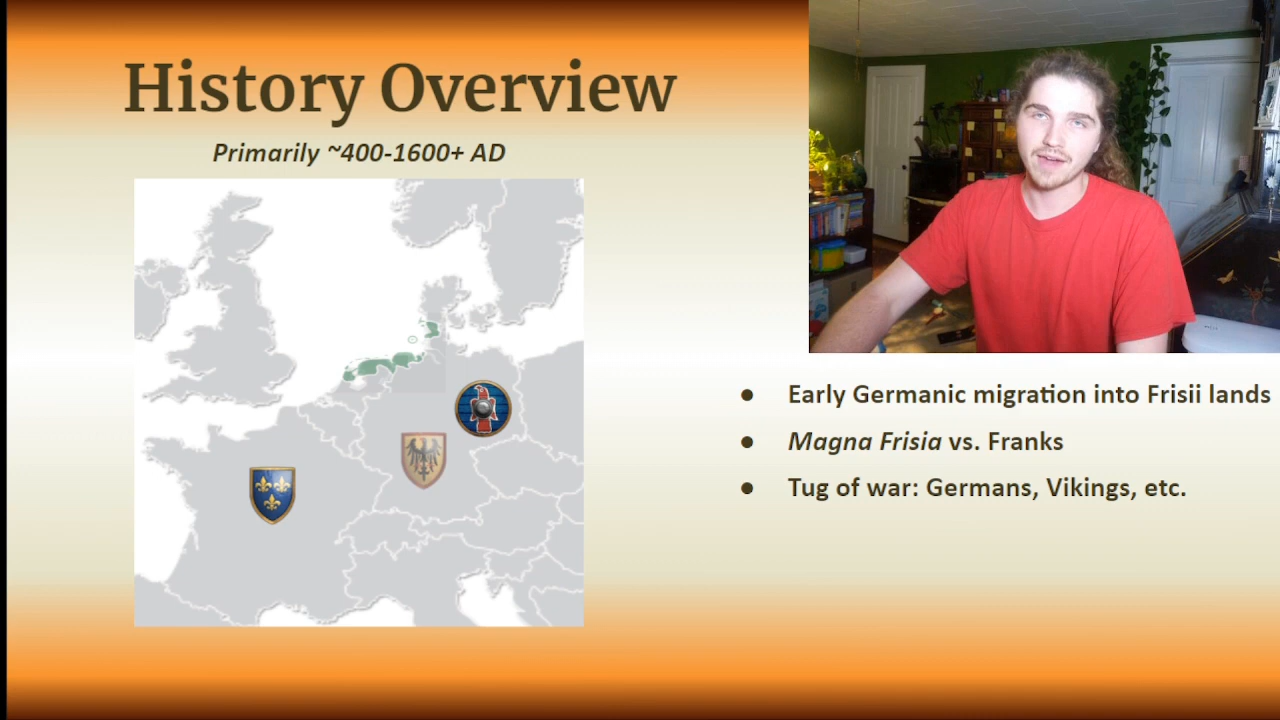 History Overview
Primarily ~400-1600+ AD
● Early Germanic migration into Frisii lands
● Magna Frisia vs. Franks
● Tug of war: Germans, Vikings, etc.